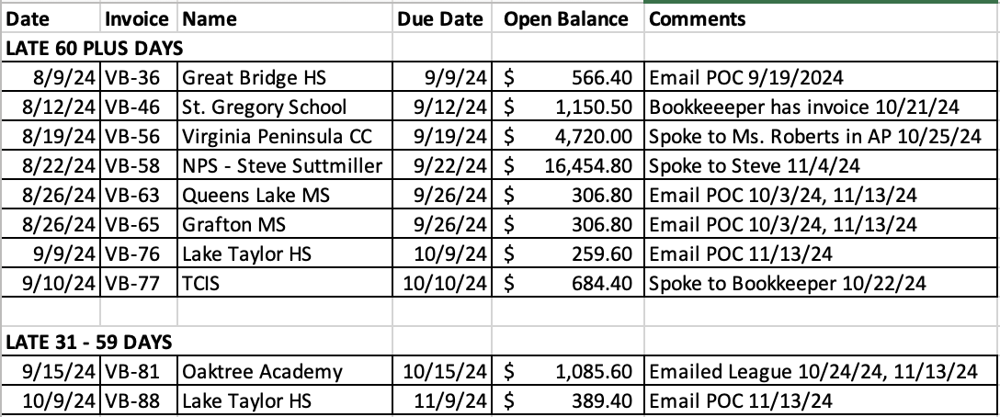 Date Invoice Name Due Date Open Balance Comments
LATE 60 PLUS DAYS
8/9/24 VB-36 Great Bridge HS 9/9/24 $ 566.40 Email POC 9/19/2024
8/12/24 VB-46 St. Gregory School 9/12/24 $ 1,150.50 Bookkeeeper has invoice 10/21/24
8/19/24 VB-56 Virginia Peninsula CC 9/19/24 $ 4,720.00 Spoke to Ms. Roberts in AP 10/25/24
8/22/24 VB-58 NPS - Steve Suttmiller 9/22/24 $ 16,454.80 Spoke to Steve 11/4/24
8/26/24 VB-63 Queens Lake MS 9/26/24 $ 306.80 Email POC 10/3/24, 11/13/24
8/26/24 VB-65 Grafton MS 9/26/24 $ 306.80 Email POC 10/3/24, 11/13/24
9/9/24 VB-76 Lake Taylor HS 10/9/24 $ 259.60 Email POC 11/13/24
9/10/24 VB-77 TCIS 10/10/24 $ 684.40 Spoke to Bookkeeper 10/22/24
LATE 31 - 59 DAYS
9/15/24 VB-81 Oaktree Academy 10/15/24 $ 1,085.60 Emailed League 10/24/24, 11/13/24
10/9/24 VB-88 Lake Taylor HS 11/9/24 $ 389.40 Email POC 11/13/24